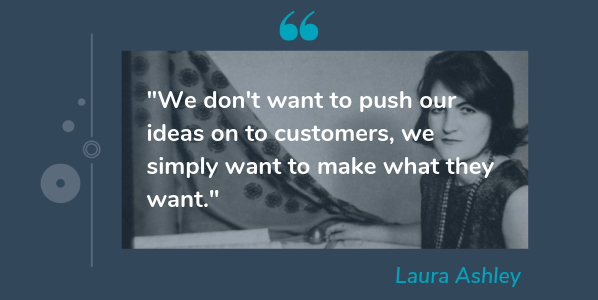 "We don't want to push our
ideas on to customers, we
simply want to make what they
want."
Laura Ashley